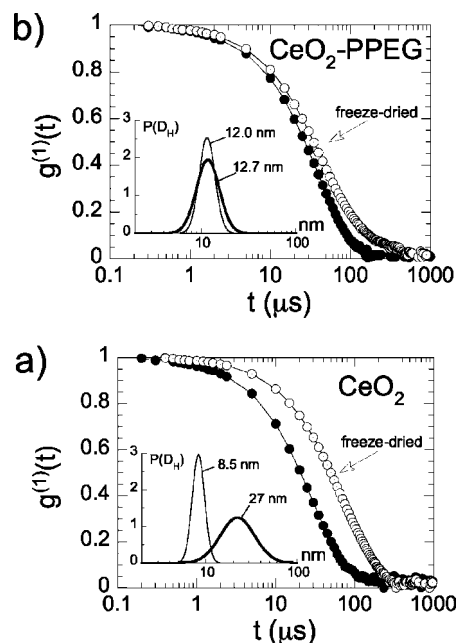 b)
CeO₂-PPEG
g⁽¹⁾(t)
1
0.8
0.6
0.4
0.2
0
freeze-dried
P(D_H)
3
2
1
0
12.0 nm
12.7 nm
10
100
nm
0.1 1 10 100 1000
t (μs)
a)
CeO₂
g⁽¹⁾(t)
1
0.8
0.6
0.4
0.2
0
freeze-dried
P(D_H)
3
2
1
0
8.5 nm
27 nm
10
100
nm
0.1 1 10 100 1000
t (μs)